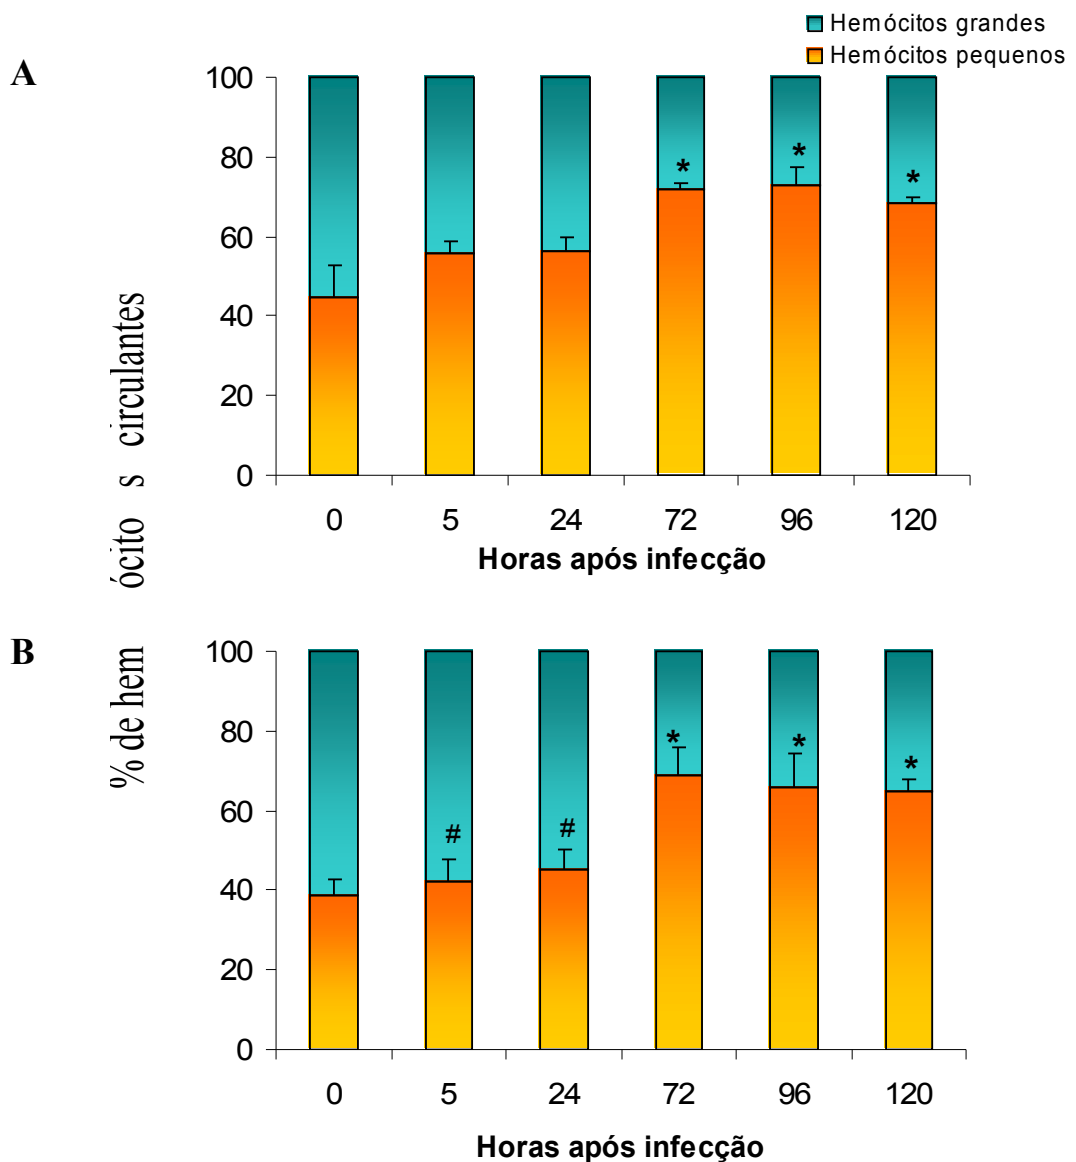 Hemócitos grandes
Hemócitos pequenos
A
100
80
60
40
20
0
* * *
0 5 24 72 96 120
Horas após infecção
% de hem ócito s circulantes
B
100
80
60
40
20
0
# # * * *
0 5 24 72 96 120
Horas após infecção